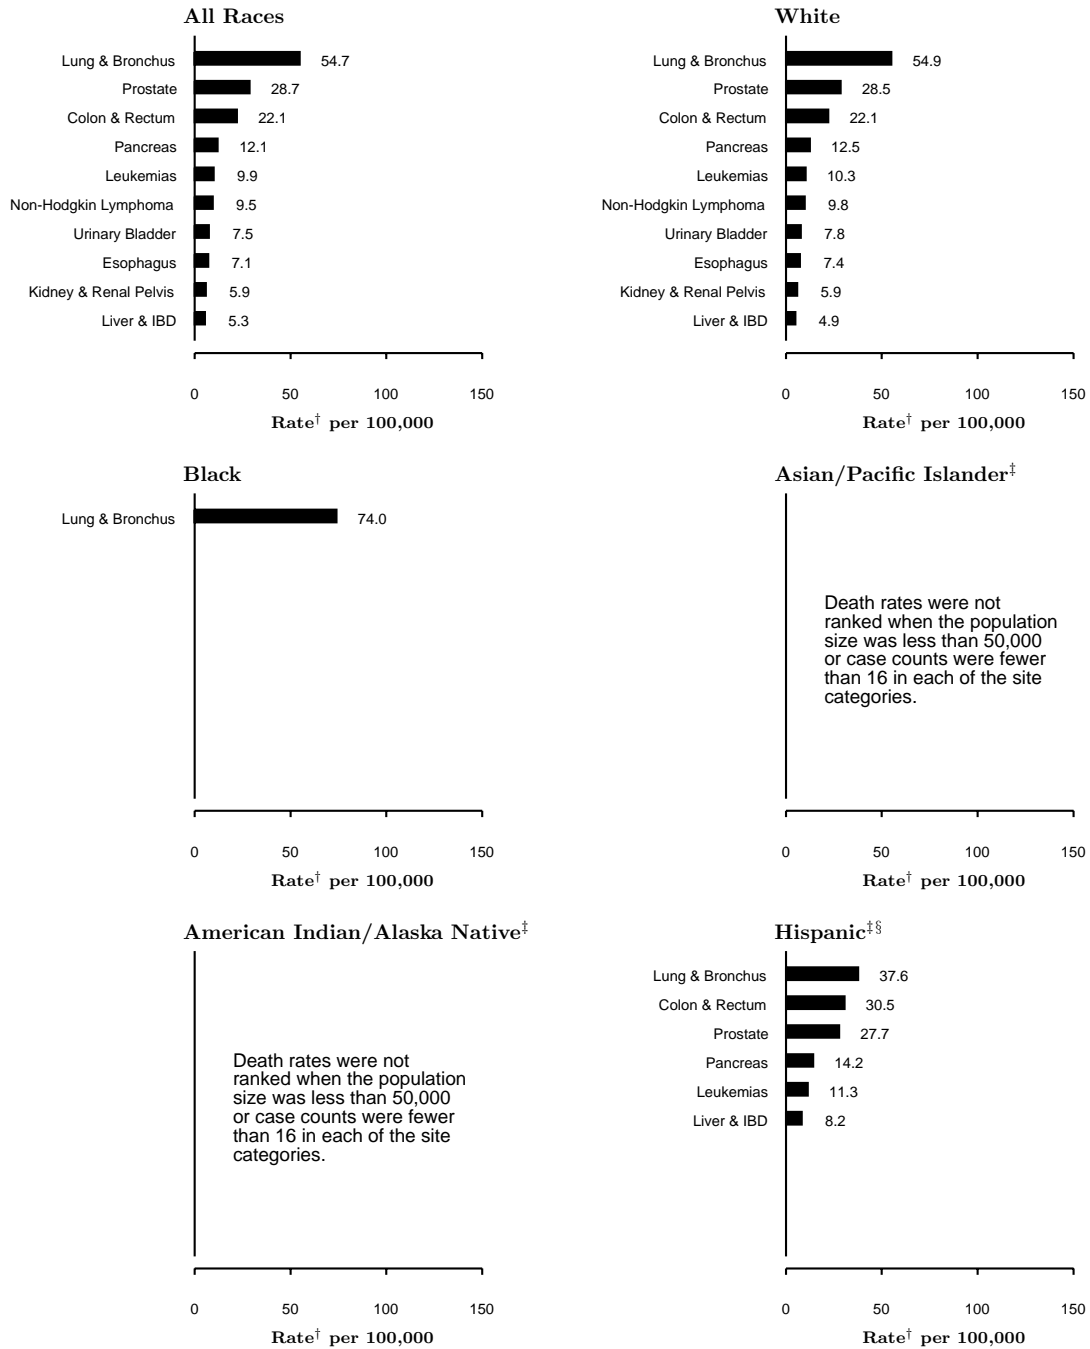 All Races
Lung & Bronchus 54.7
Prostate 28.7
Colon & Rectum 22.1
Pancreas 12.1
Leukemias 9.9
Non-Hodgkin Lymphoma 9.5
Urinary Bladder 7.5
Esophagus 7.1
Kidney & Renal Pelvis 5.9
Liver & IBD 5.3
0 50 100 150
Rate† per 100,000
White
Lung & Bronchus 54.9
Prostate 28.5
Colon & Rectum 22.1
Pancreas 12.5
Leukemias 10.3
Non-Hodgkin Lymphoma 9.8
Urinary Bladder 7.8
Esophagus 7.4
Kidney & Renal Pelvis 5.9
Liver & IBD 4.9
0 50 100 150
Rate† per 100,000
Black
Lung & Bronchus 74.0
0 50 100 150
Rate† per 100,000
Asian/Pacific Islander‡
Death rates were not
ranked when the population
size was less than 50,000
or case counts were fewer
than 16 in each of the site
categories.
0 50 100 150
Rate† per 100,000
American Indian/Alaska Native‡
Death rates were not
ranked when the population
size was less than 50,000
or case counts were fewer
than 16 in each of the site
categories.
0 50 100 150
Rate† per 100,000
Hispanic‡§
Lung & Bronchus 37.6
Colon & Rectum 30.5
Prostate 27.7
Pancreas 14.2
Leukemias 11.3
Liver & IBD 8.2
0 50 100 150
Rate† per 100,000